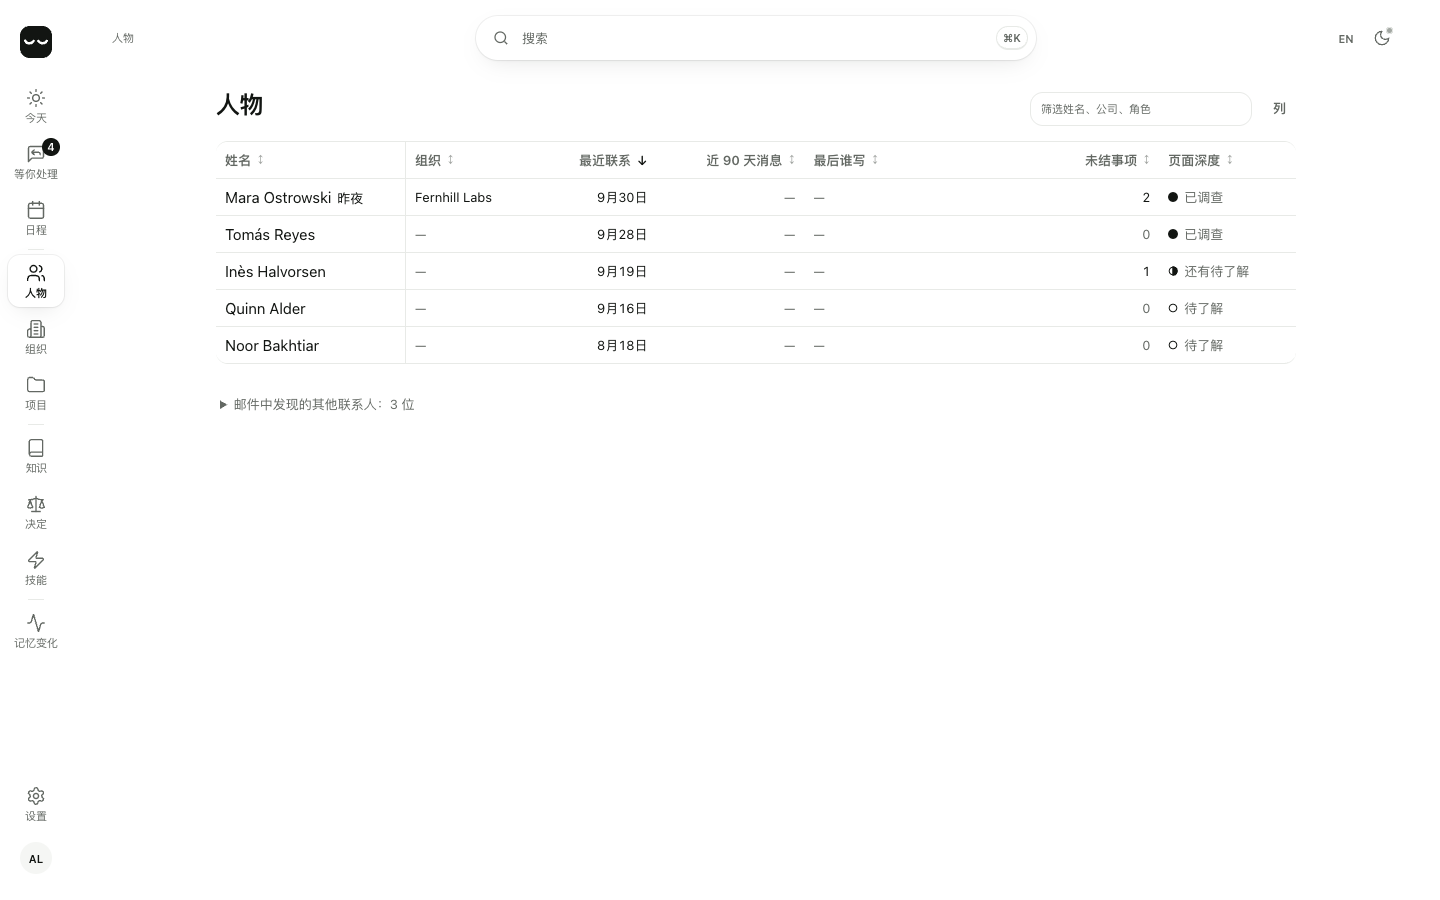 人物
搜索
⌘K
EN
今天
4
等你处理
日程
人物
组织
项目
知识
决定
技能
记忆变化
设置
AL
人物
筛选姓名、公司、角色
列
姓名 ↕ 组织 ↕ 最近联系 ↓ 近 90 天消息 ↕ 最后谁写 ↕ 未结事项 ↕ 页面深度 ↕
Mara Ostrowski 昨夜 Fernhill Labs 9月30日 — — 2 已调查
Tomás Reyes — 9月28日 — — 0 已调查
Inès Halvorsen — 9月19日 — — 1 还有待了解
Quinn Alder — 9月16日 — — 0 待了解
Noor Bakhtiar — 8月18日 — — 0 待了解
▶ 邮件中发现的其他联系人：3 位